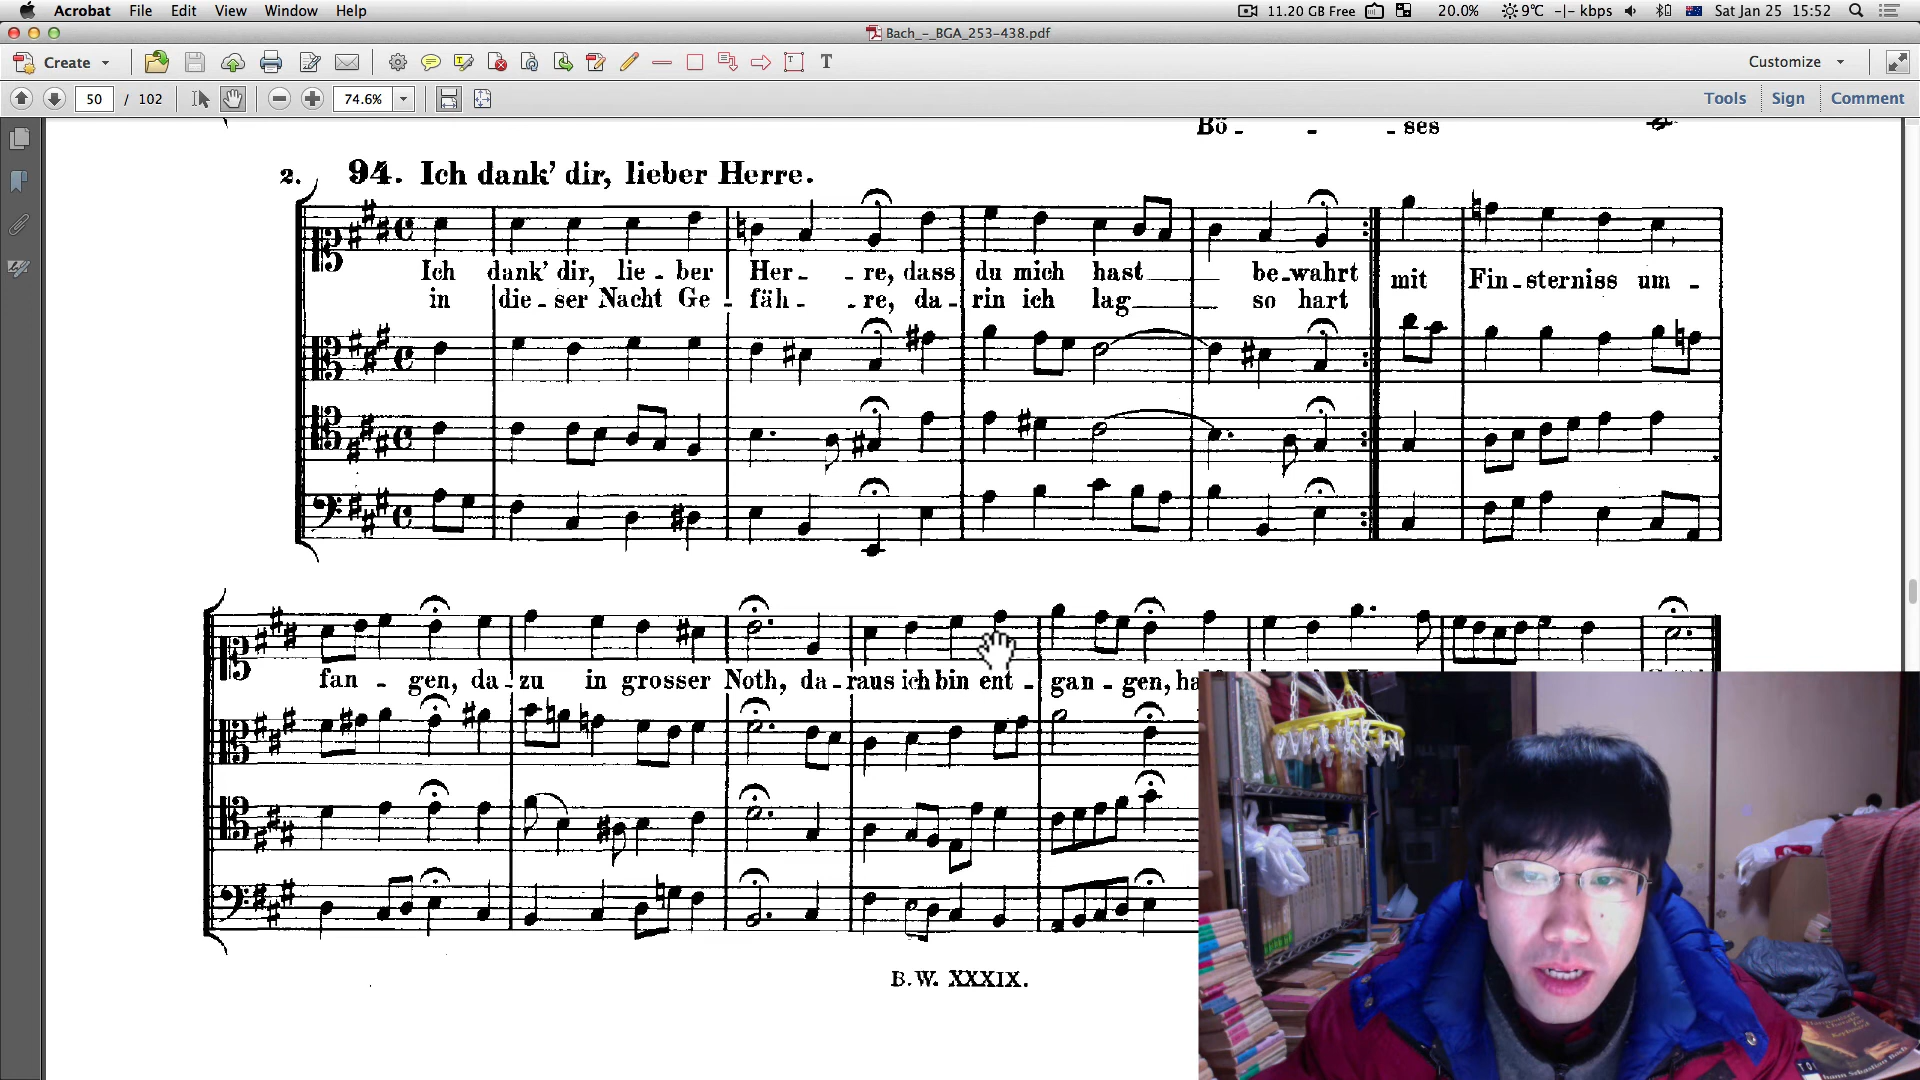 Acrobat File Edit View Window Help 11.20 GB Free 20.0% 9°C -|- kbps Sat Jan 25 15:52
Bach_-_BGA_253-438.pdf
Create Customize
50 / 102 74.6% Tools Sign Comment
Bö - - - ses
2. 94. Ich dank’ dir, lieber Herre.
Ich dank’ dir, lie - ber Her - - re, dass du mich hast be-wahrt mit Fin-sterniss um -
in die - ser Nacht Ge - fäh - - re, da-rin ich lag so hart
fan - gen, da-zu in grosser Noth, da-raus ich bin ent - gan - gen,
B.W. XXXIX.